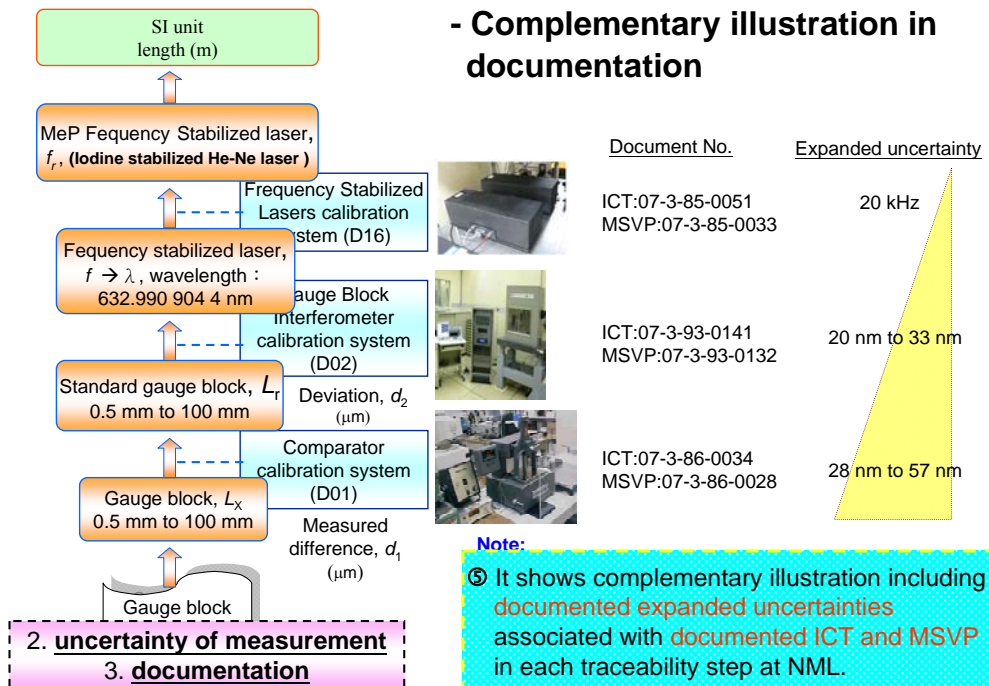 - Complementary illustration in
documentation
SI unit
length (m)
MeP Fequency Stabilized laser,
fr, (Iodine stabilized He-Ne laser )
Frequency Stabilized
Lasers calibration
ystem (D16)
Fequency stabilized laser,
f → λ , wavelength :
632.990 904 4 nm
auge Block
Interferometer
calibration system
(D02)
Standard gauge block, Lr
0.5 mm to 100 mm
Deviation, d2
(μm)
Comparator
calibration system
(D01)
Gauge block, LX
0.5 mm to 100 mm
Measured
difference, d1
(μm)
Gauge block
2. uncertainty of measurement
3. documentation
Document No.
Expanded uncertainty
ICT:07-3-85-0051
MSVP:07-3-85-0033
20 kHz
ICT:07-3-93-0141
MSVP:07-3-93-0132
20 nm to 33 nm
ICT:07-3-86-0034
MSVP:07-3-86-0028
28 nm to 57 nm
Note:
➄ It shows complementary illustration including
documented expanded uncertainties
associated with documented ICT and MSVP
in each traceability step at NML.